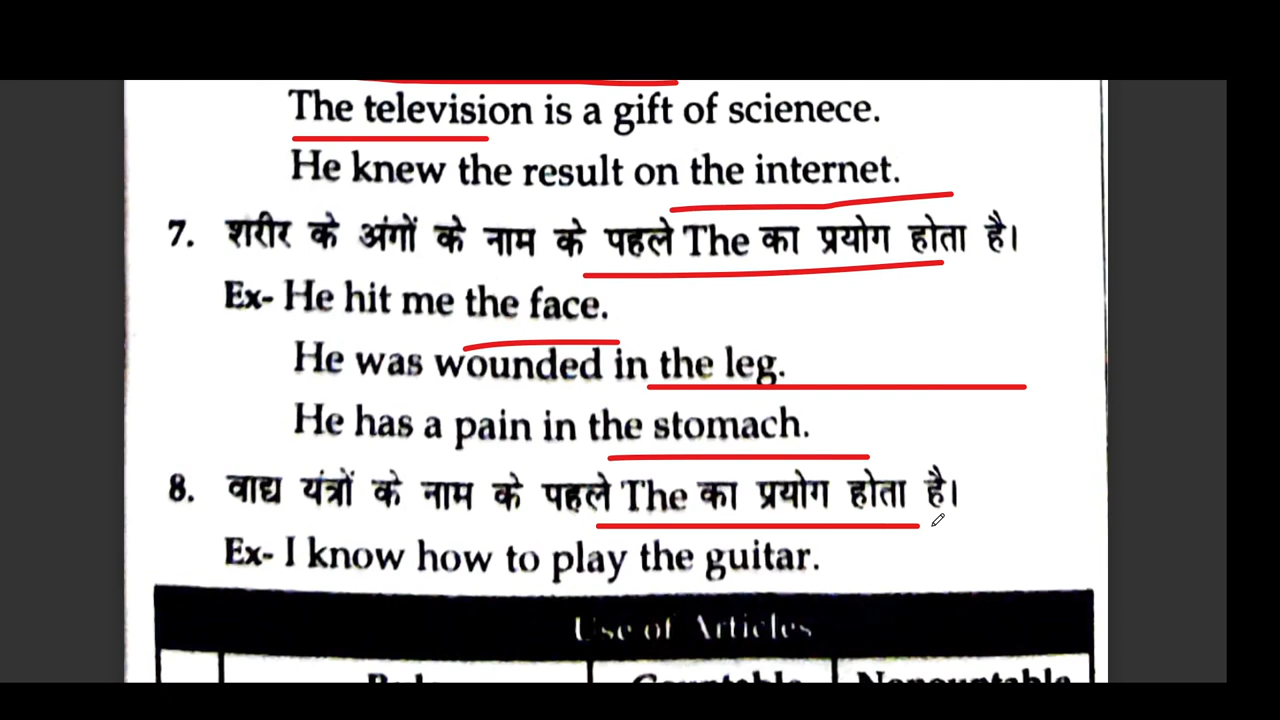 The television is a gift of scienece.
He knew the result on the internet.
7. शरीर के अंगों के नाम के पहले The का प्रयोग होता है।
Ex- He hit me the face.
He was wounded in the leg.
He has a pain in the stomach.
8. वाद्य यंत्रों के नाम के पहले The का प्रयोग होता है।
Ex- I know how to play the guitar.
Use of Articles